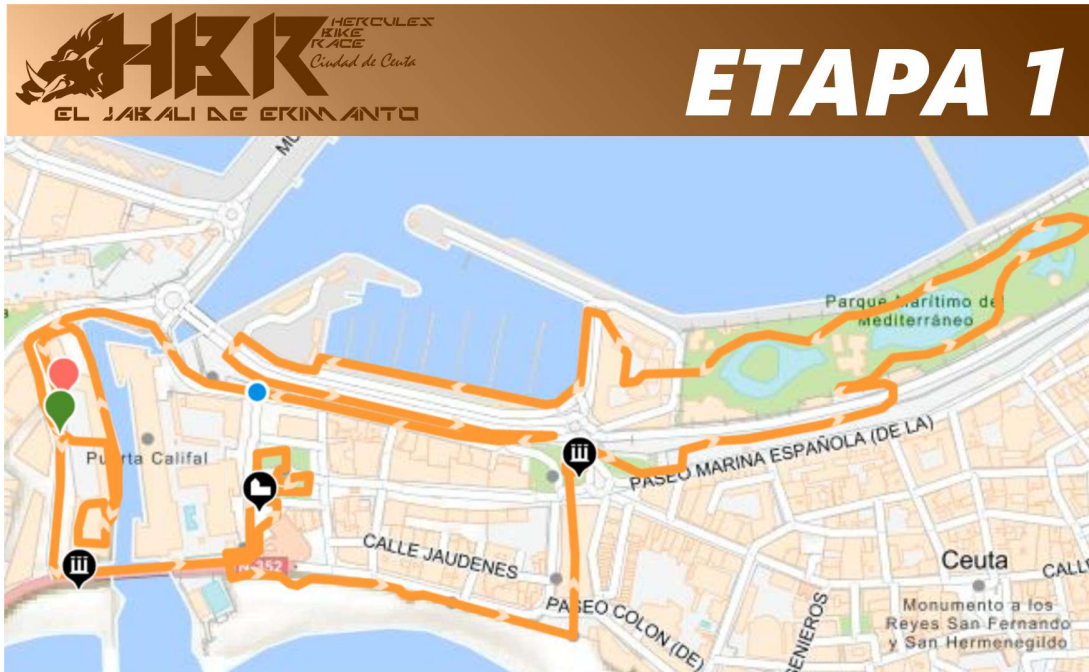 HBR
HERCULES
BIKE
RACE
Ciudad de Ceuta
EL JABALI DE ERIMANTO
ETAPA 1
MU
Parque Marítimo del
Mediterráneo
Puerta Califal
PASEO MARINA ESPAÑOLA (DE LA)
CALLE JAUDENES
N-352
PASEO COLON (DE)
Ceuta
CALL
Monumento a los
Reyes San Fernando
y San Hermenegildo